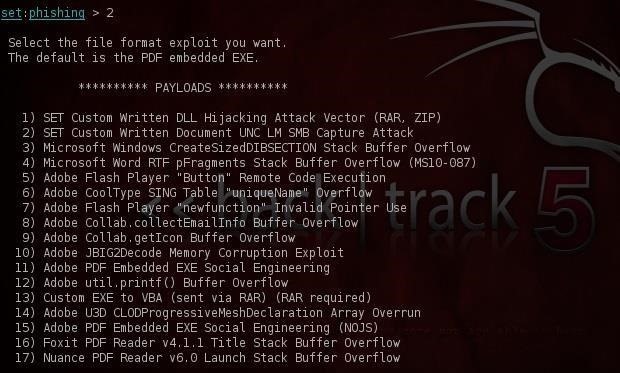 set:phishing > 2
Select the file format exploit you want.
The default is the PDF embedded EXE.
********** PAYLOADS **********
1) SET Custom Written DLL Hijacking Attack Vector (RAR, ZIP)
2) SET Custom Written Document UNC LM SMB Capture Attack
3) Microsoft Windows CreateSizedDIBSECTION Stack Buffer Overflow
4) Microsoft Word RTF pFragments Stack Buffer Overflow (MS10-087)
5) Adobe Flash Player "Button" Remote Code Execution
6) Adobe CoolType SING Table "uniqueName" Overflow
7) Adobe Flash Player "newfunction" Invalid Pointer Use
8) Adobe Collab.collectEmailInfo Buffer Overflow
9) Adobe Collab.getIcon Buffer Overflow
10) Adobe JBIG2Decode Memory Corruption Exploit
11) Adobe PDF Embedded EXE Social Engineering
12) Adobe util.printf() Buffer Overflow
13) Custom EXE to VBA (sent via RAR) (RAR required)
14) Adobe U3D CLODProgressiveMeshDeclaration Array Overrun
15) Adobe PDF Embedded EXE Social Engineering (NOJS)
16) Foxit PDF Reader v4.1.1 Title Stack Buffer Overflow
17) Nuance PDF Reader v6.0 Launch Stack Buffer Overflow
<< back | track 5